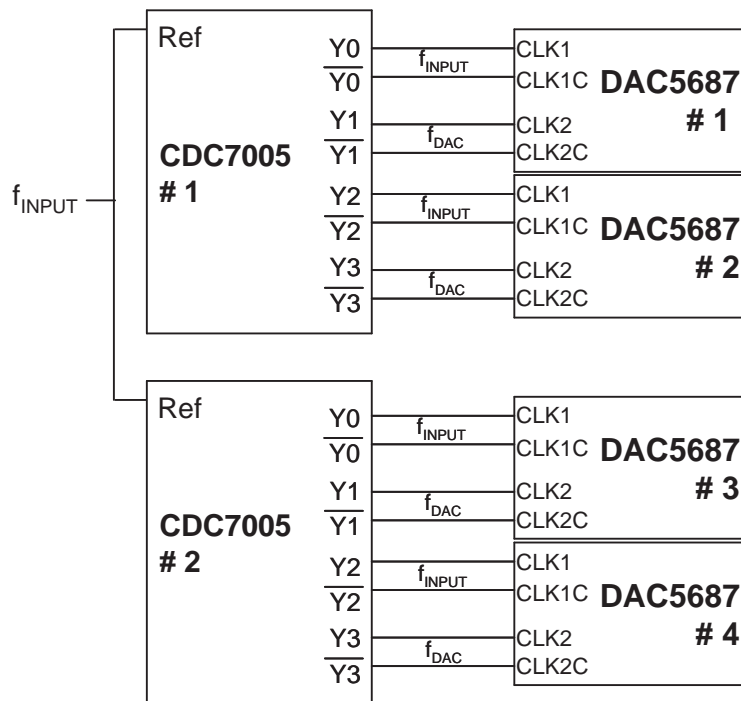 Ref
Y0
Y0
Y1
Y1
Y2
Y2
Y3
Y3
CDC7005
# 1
fINPUT
fINPUT
fDAC
fINPUT
fDAC
CLK1
CLK1C
CLK2
CLK2C
DAC5687
# 1
CLK1
CLK1C
CLK2
CLK2C
DAC5687
# 2
Ref
Y0
Y0
Y1
Y1
Y2
Y2
Y3
Y3
CDC7005
# 2
fINPUT
fDAC
fINPUT
fDAC
CLK1
CLK1C
CLK2
CLK2C
DAC5687
# 3
CLK1
CLK1C
CLK2
CLK2C
DAC5687
# 4